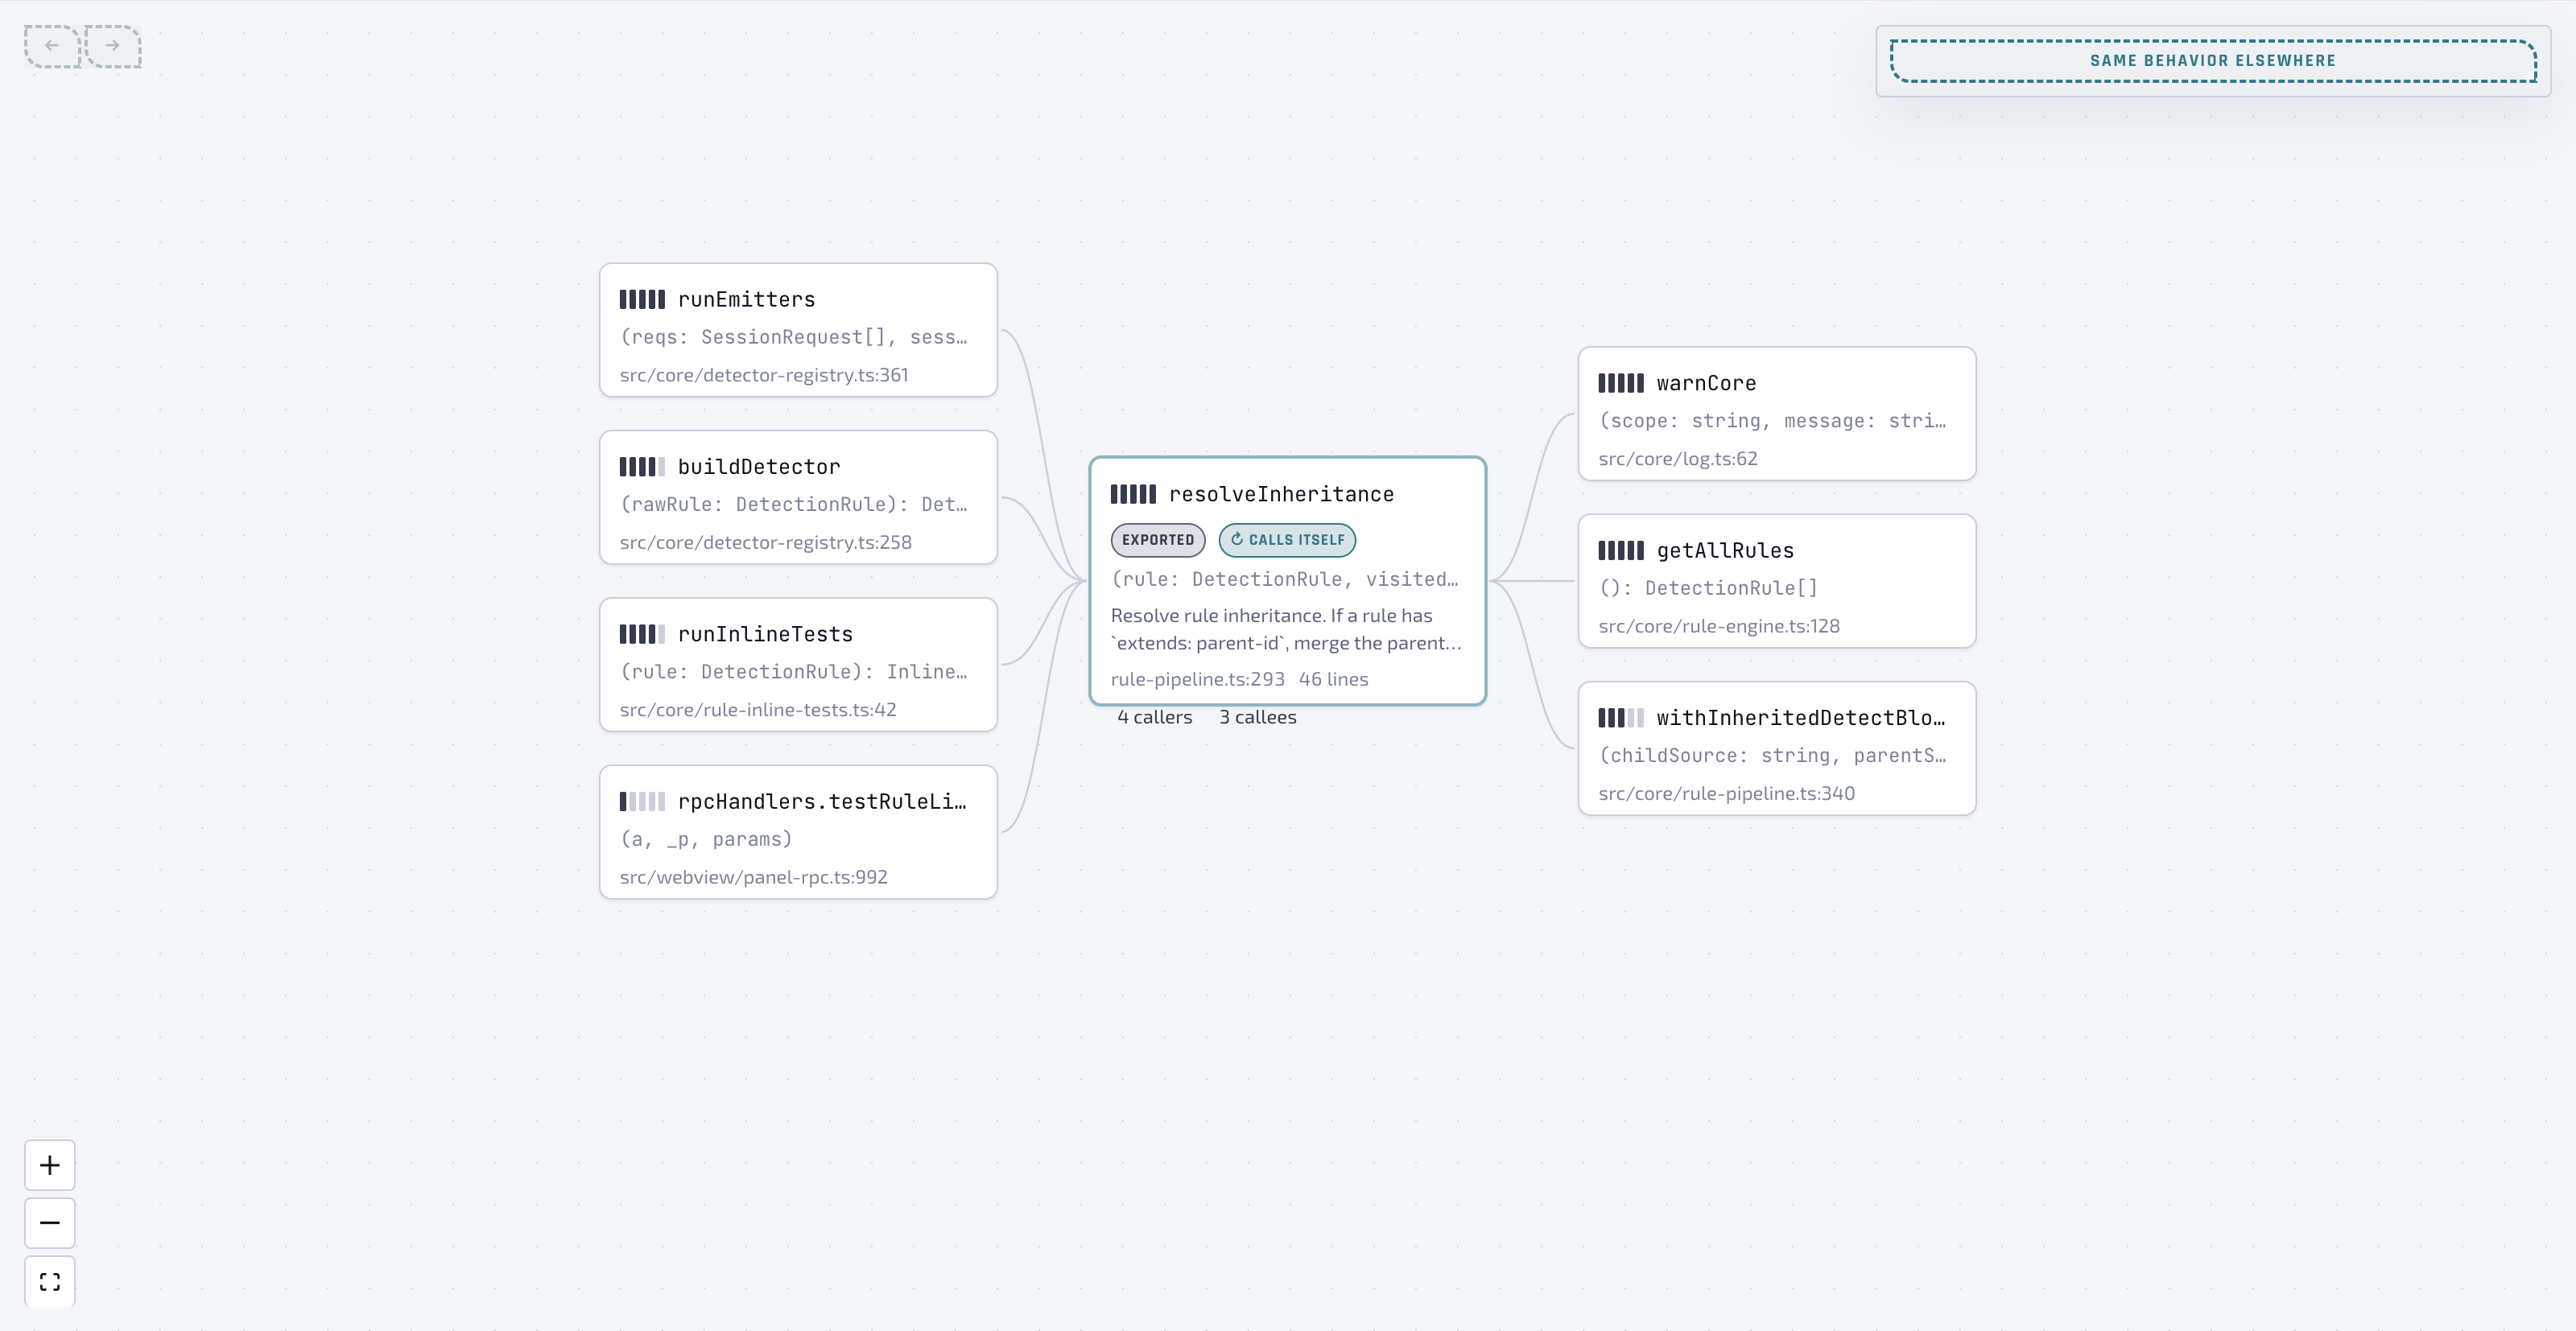 SAME BEHAVIOR ELSEWHERE
runEmitters
(reqs: SessionRequest[], sess…
src/core/detector-registry.ts:361
buildDetector
(rawRule: DetectionRule): Det…
src/core/detector-registry.ts:258
runInlineTests
(rule: DetectionRule): Inline…
src/core/rule-inline-tests.ts:42
rpcHandlers.testRuleLi…
(a, _p, params)
src/webview/panel-rpc.ts:992
resolveInheritance
EXPORTED
CALLS ITSELF
(rule: DetectionRule, visited…
Resolve rule inheritance. If a rule has
`extends: parent-id`, merge the parent…
rule-pipeline.ts:293 46 lines
4 callers 3 callees
warnCore
(scope: string, message: stri…
src/core/log.ts:62
getAllRules
(): DetectionRule[]
src/core/rule-engine.ts:128
withInheritedDetectBlo…
(childSource: string, parentS…
src/core/rule-pipeline.ts:340